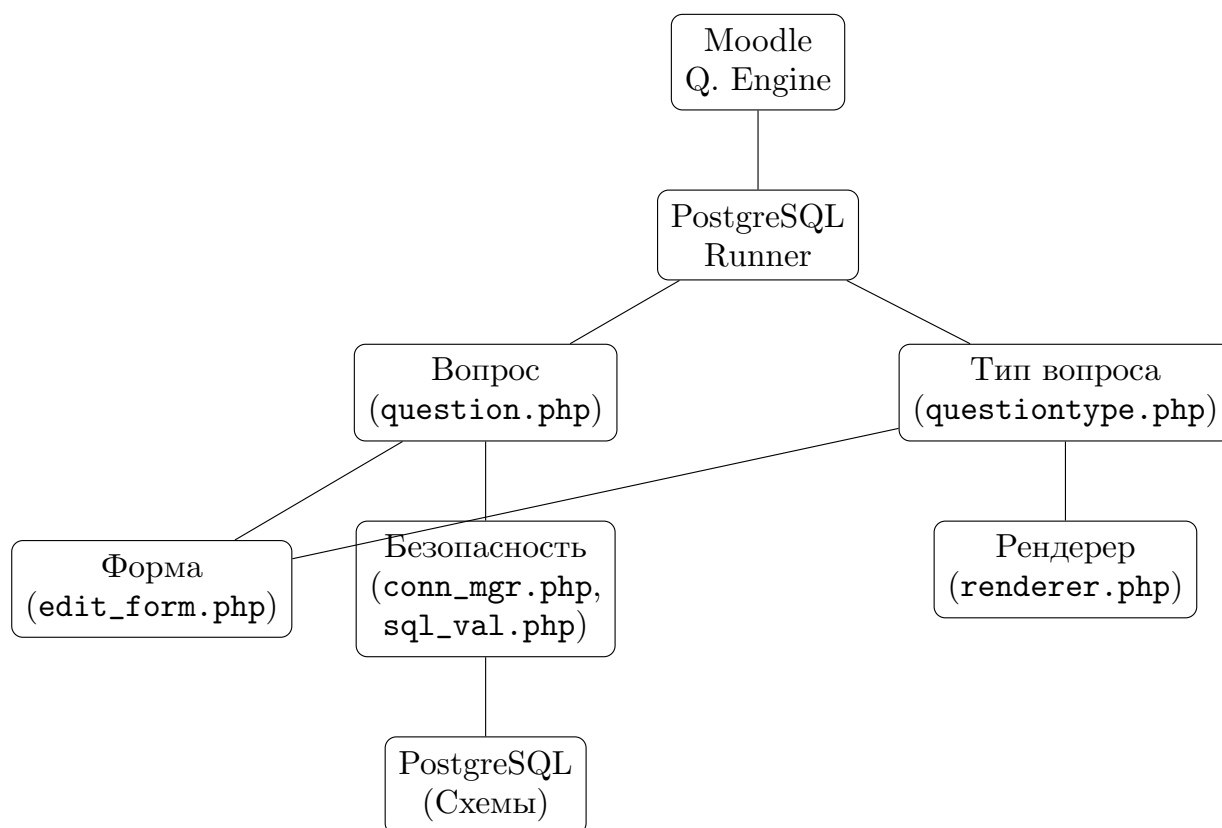 Moodle
Q. Engine
PostgreSQL
Runner
Вопрос
(question.php)
Тип вопроса
(questiontype.php)
Форма
(edit_form.php)
Безопасность
(conn_mgr.php,
sql_val.php)
Рендерер
(renderer.php)
PostgreSQL
(Схемы)